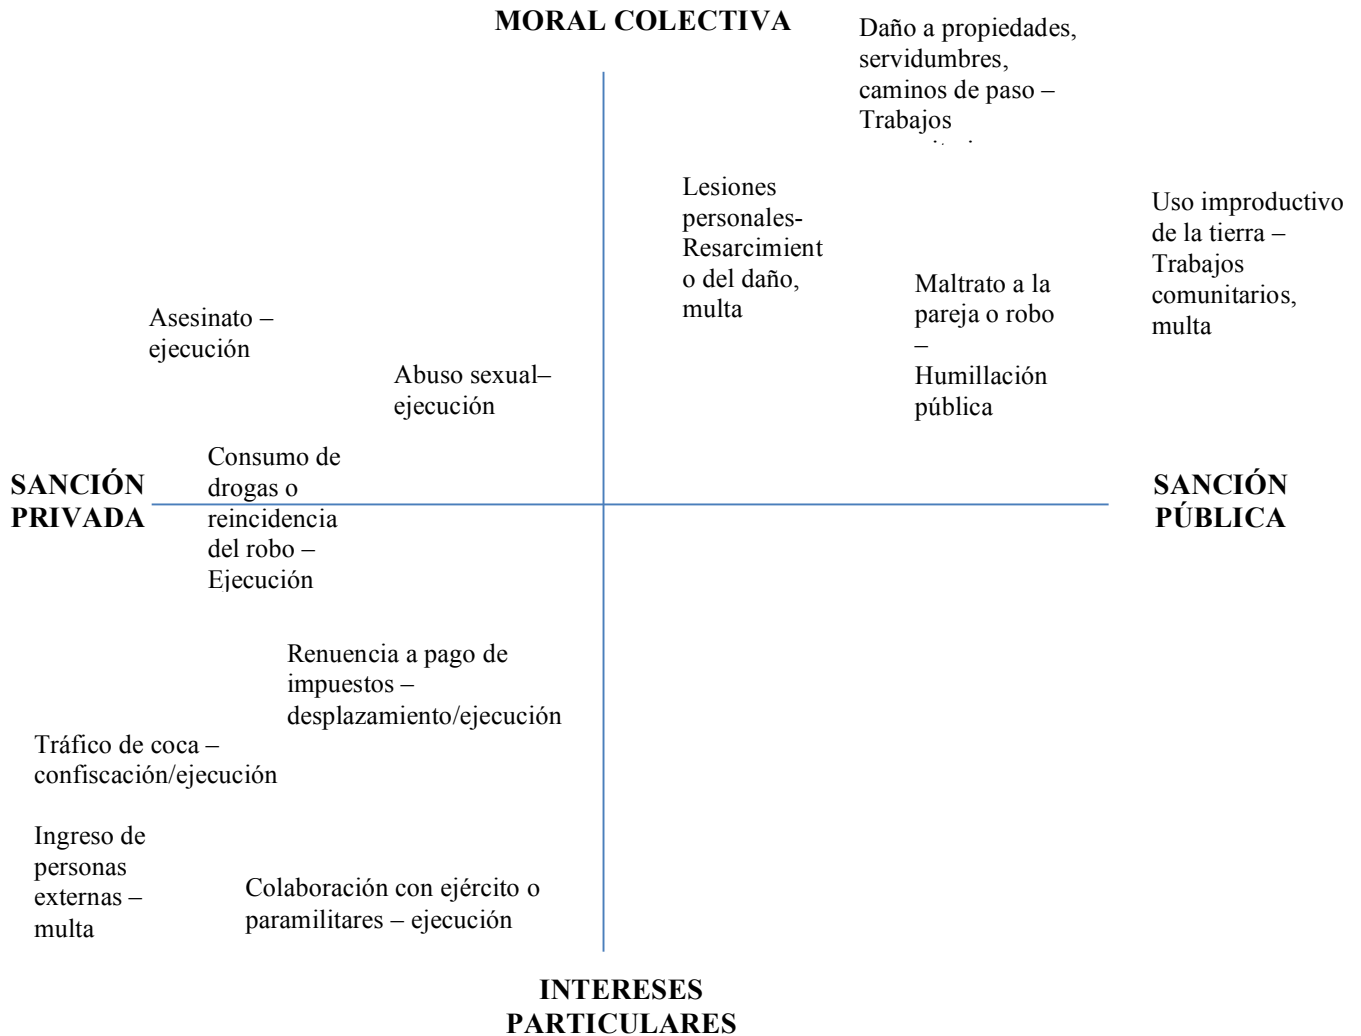 MORAL COLECTIVA
Daño a propiedades,
servidumbres,
caminos de paso –
Trabajos
Lesiones
personales-
Resarcimient
o del daño,
multa
Uso improductivo
de la tierra –
Trabajos
comunitarios,
multa
Maltrato a la
pareja o robo
–
Humillación
pública
Asesinato –
ejecución
Abuso sexual–
ejecución
Consumo de
drogas o
reincidencia
del robo –
Ejecución
SANCIÓN
PRIVADA
SANCIÓN
PÚBLICA
Renuencia a pago de
impuestos –
desplazamiento/ejecución
Tráfico de coca –
confiscación/ejecución
Ingreso de
personas
externas –
multa
Colaboración con ejército o
paramilitares – ejecución
INTERESES
PARTICULARES